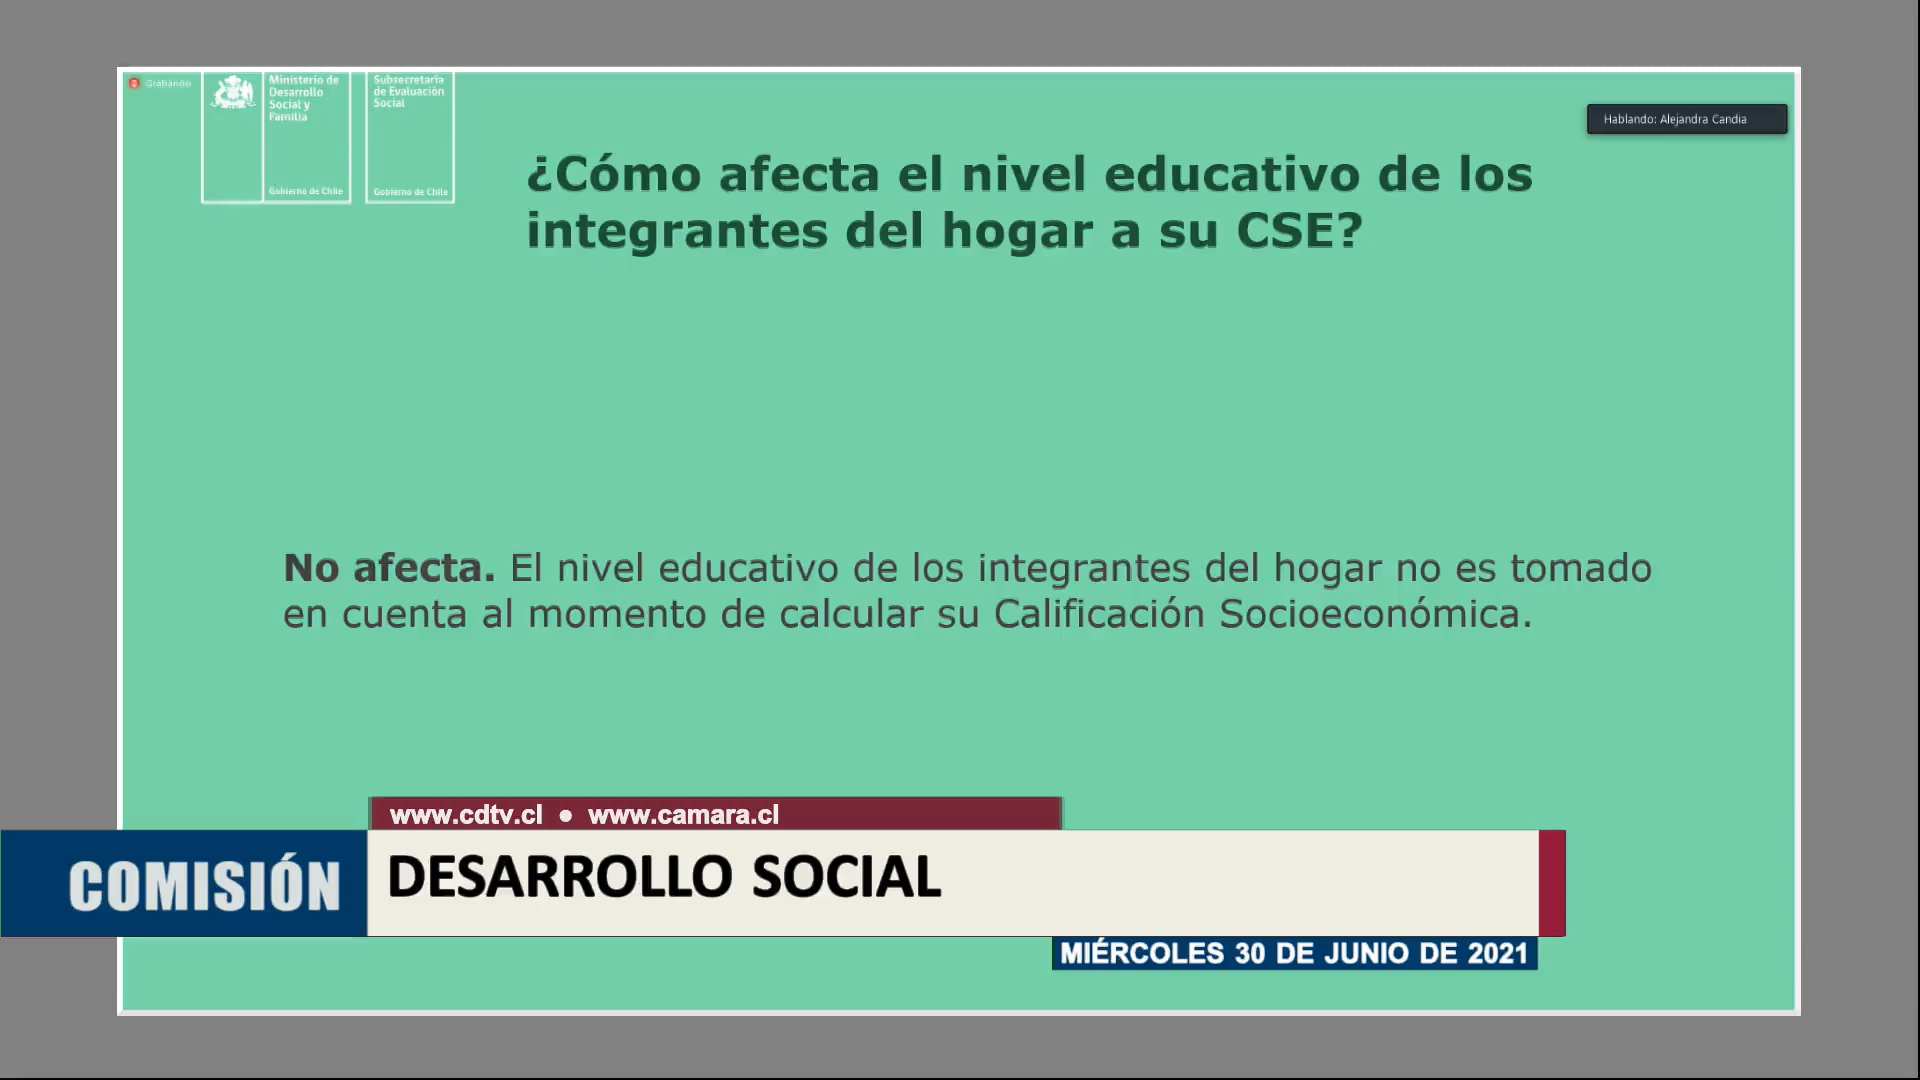 Grabando
Ministerio de
Desarrollo
Social y
Familia
Gobierno de Chile
Subsecretaría
de Evaluación
Social
Gobierno de Chile
Hablando: Alejandra Candia
¿Cómo afecta el nivel educativo de los
integrantes del hogar a su CSE?
No afecta. El nivel educativo de los integrantes del hogar no es tomado
en cuenta al momento de calcular su Calificación Socioeconómica.
www.cdtv.cl ● www.camara.cl
COMISIÓN
DESARROLLO SOCIAL
MIÉRCOLES 30 DE JUNIO DE 2021